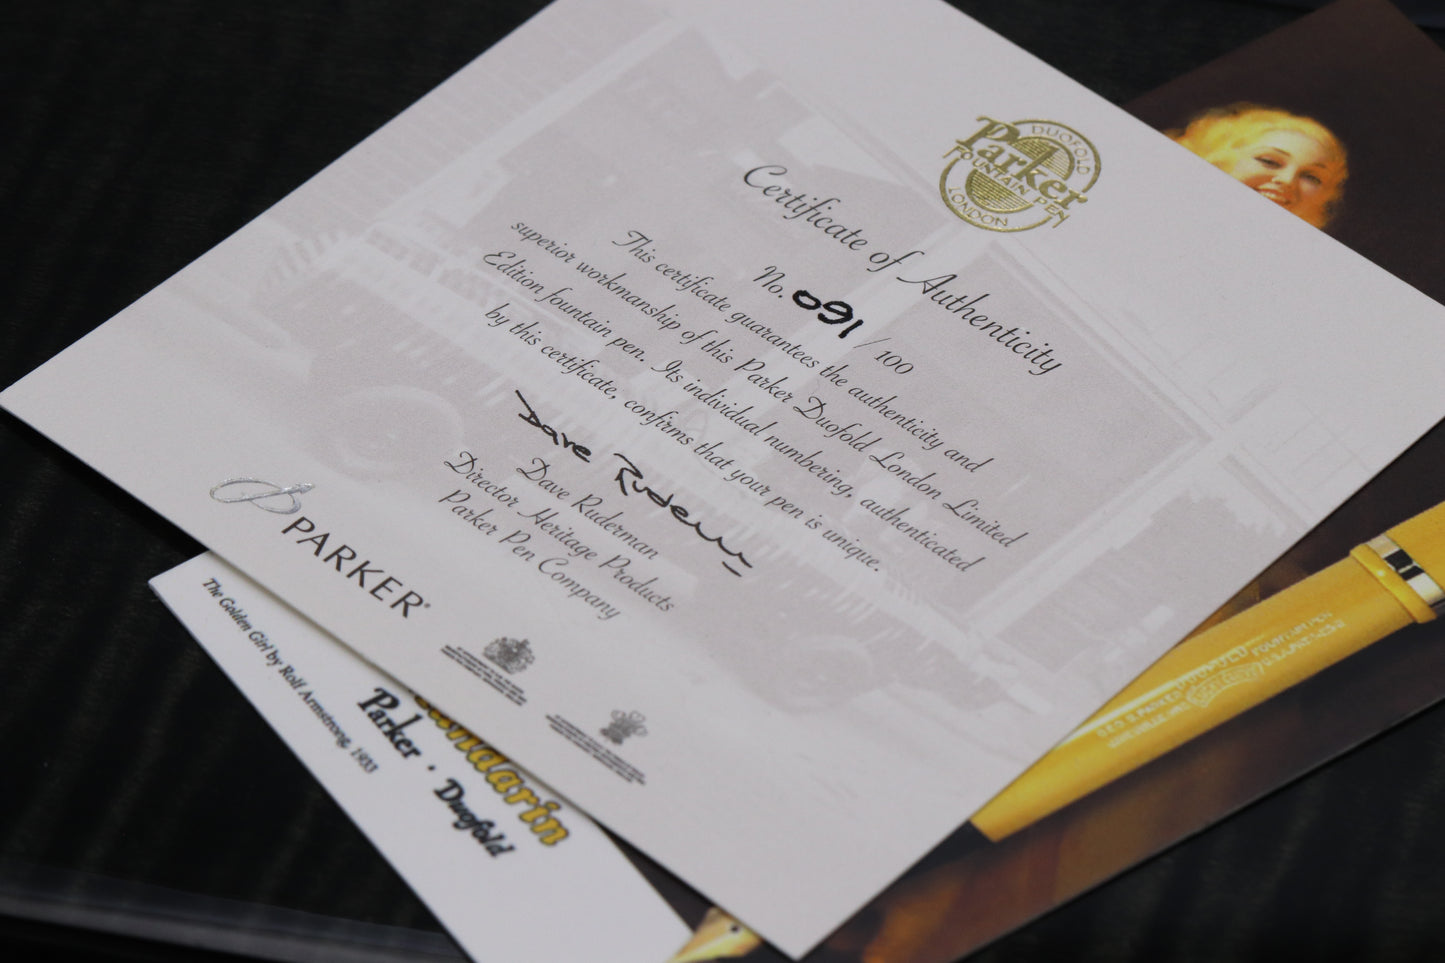 DUOFOLD
Parker
FOUNTAIN PEN
LONDON
Certificate of Authenticity
No. 091 / 100
This certificate guarantees the authenticity and
superior workmanship of this Parker Duofold London Limited
Edition fountain pen. Its individual numbering, authenticated
by this certificate, confirms that your pen is unique.
Dave Ruderman
Dave Ruderman
Director Heritage Products
Parker Pen Company
PARKER®
The Golden Girl by Rolf Armstrong, 1933
Parker · Duofold
DUOFOLD
FOUNTAIN PEN